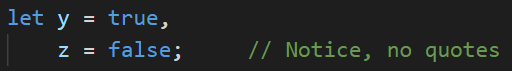 let y = true,
    z = false;      // Notice, no quotes